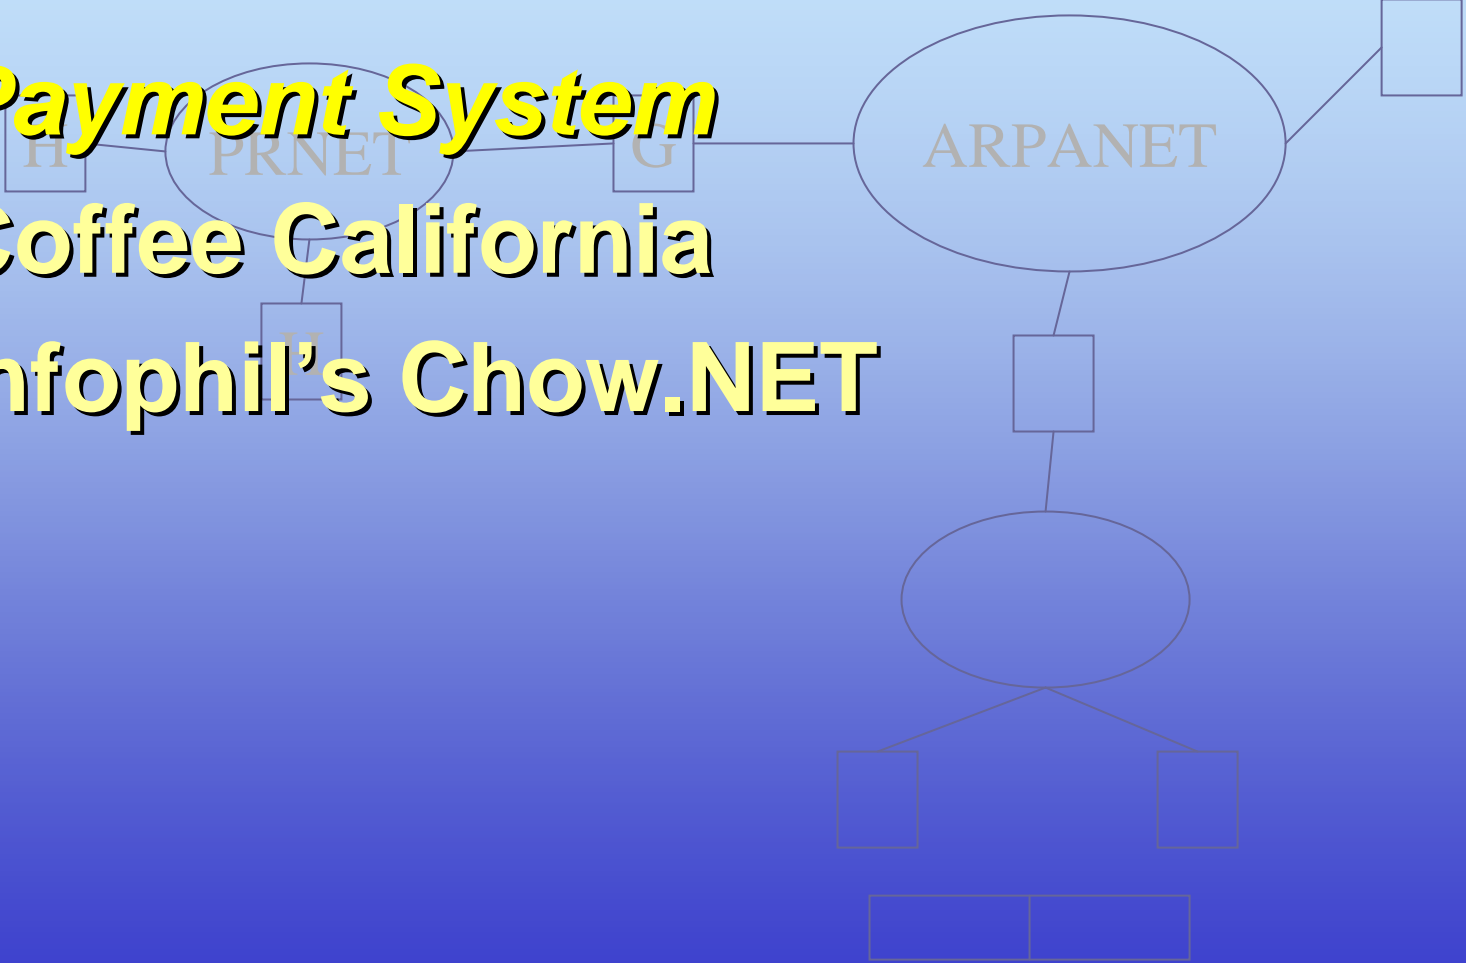 Payment System
Coffee California
nfophil's Chow.NET
H
PRNET
G
ARPANET
H